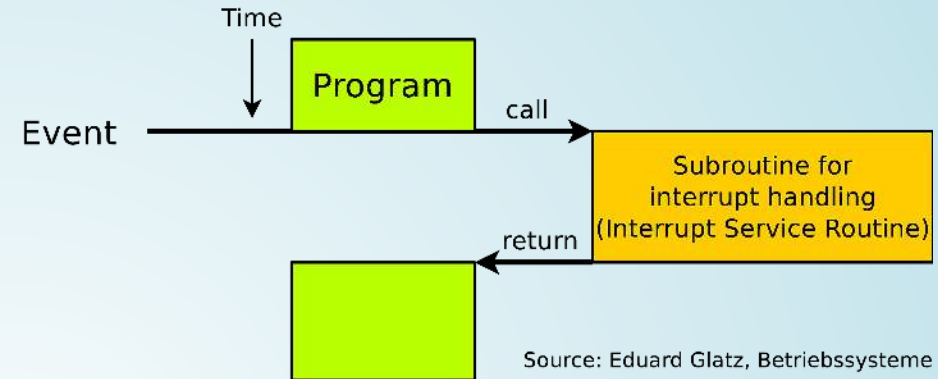 Time
Program
call
Event
Subroutine for
interrupt handling
(Interrupt Service Routine)
return
Source: Eduard Glatz, Betriebssysteme